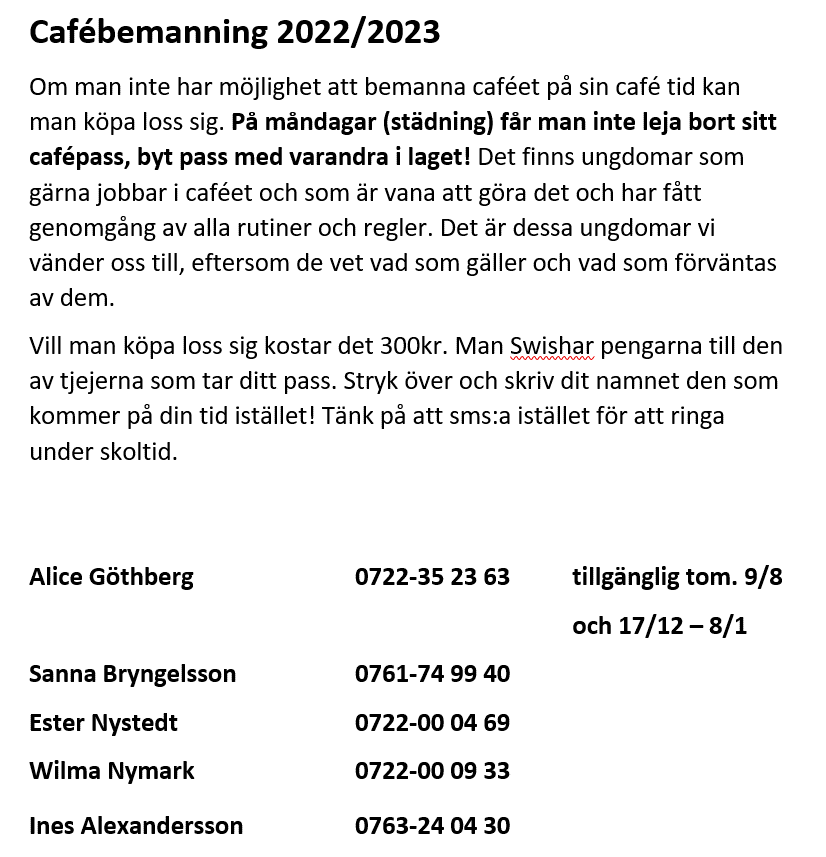 Cafébemanning 2022/2023
Om man inte har möjlighet att bemanna caféet på sin café tid kan
man köpa loss sig. På måndagar (städning) får man inte leja bort sitt
cafépass, byt pass med varandra i laget! Det finns ungdomar som
gärna jobbar i caféet och som är vana att göra det och har fått
genomgång av alla rutiner och regler. Det är dessa ungdomar vi
vänder oss till, eftersom de vet vad som gäller och vad som förväntas
av dem.
Vill man köpa loss sig kostar det 300kr. Man Swishar pengarna till den
av tjejerna som tar ditt pass. Stryk över och skriv dit namnet den som
kommer på din tid istället! Tänk på att sms:a istället för att ringa
under skoltid.
Alice Göthberg 0722-35 23 63 tillgänglig tom. 9/8
och 17/12 – 8/1
Sanna Bryngelsson 0761-74 99 40
Ester Nystedt 0722-00 04 69
Wilma Nymark 0722-00 09 33
Ines Alexandersson 0763-24 04 30